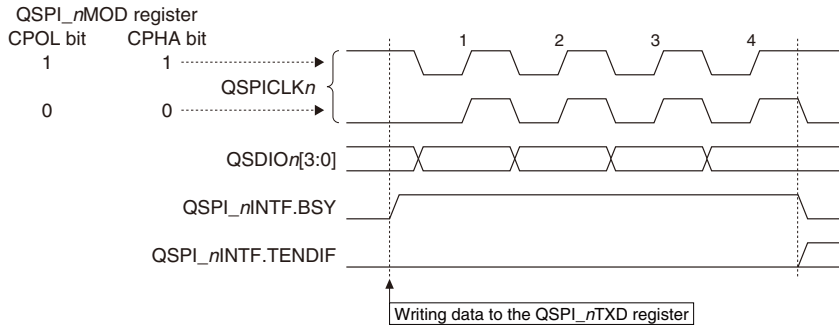 QSPI_nMOD register
CPOL bit CPHA bit
1 2 3 4
1 1
QSPICLKn
0 0
QSDIOn[3:0]
QSPI_nINTF.BSY
QSPI_nINTF.TENDIF
Writing data to the QSPI_nTXD register